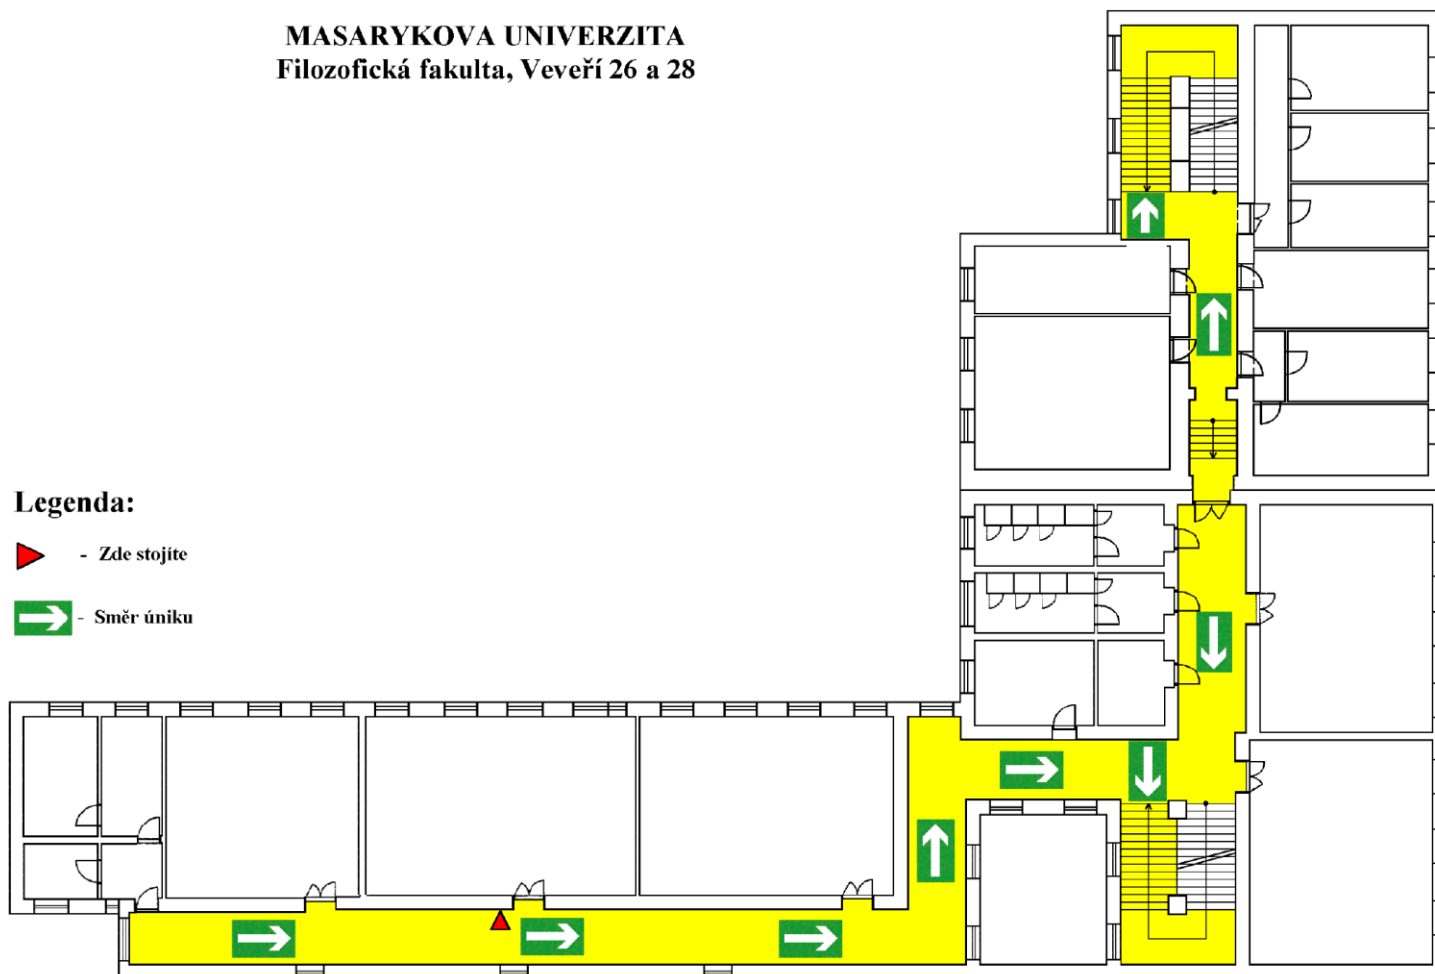 MASARYKOVA UNIVERZITA
Filozofická fakulta, Veveří 26 a 28
Legenda:
- Zde stojíte
- Směr úniku